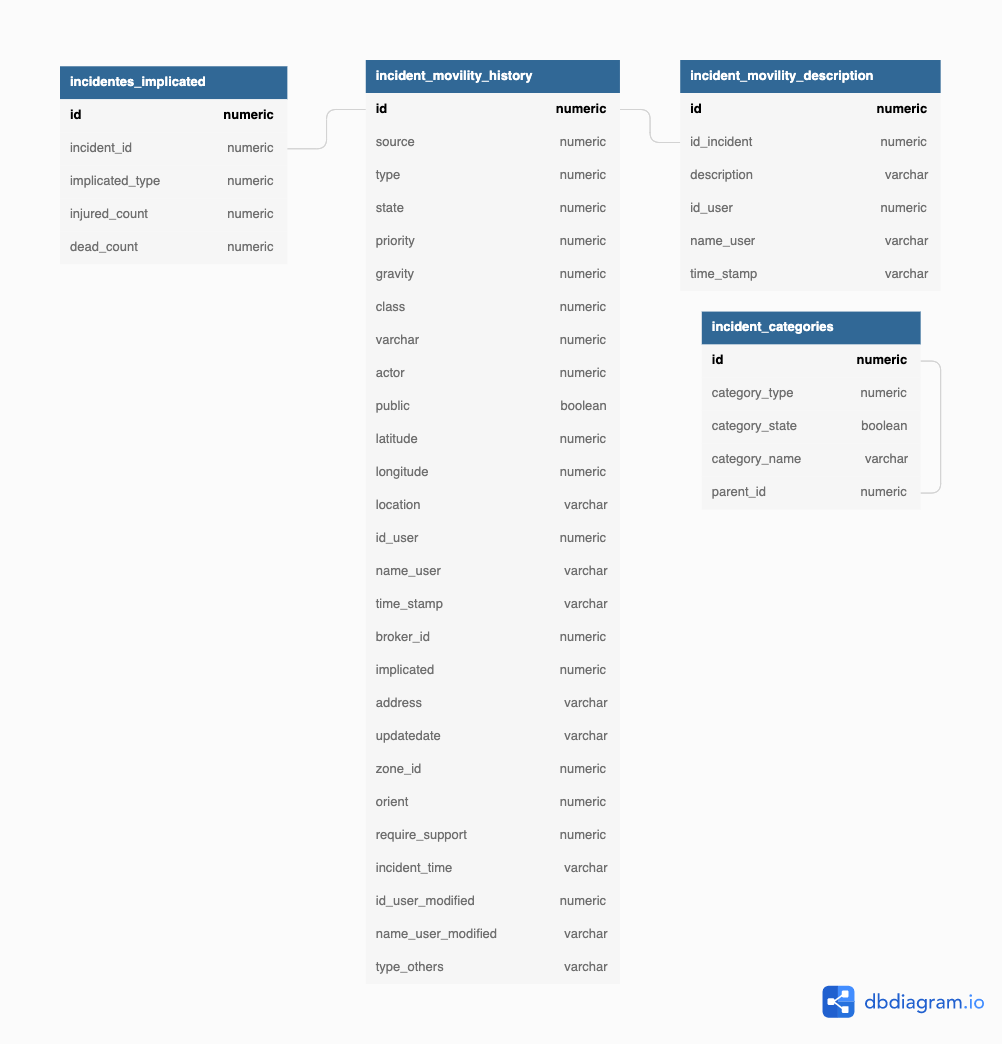 incidentes_implicated
id numeric
incident_id numeric
implicated_type numeric
injured_count numeric
dead_count numeric
incident_movility_history
id numeric
source numeric
type numeric
state numeric
priority numeric
gravity numeric
class numeric
varchar numeric
actor numeric
public boolean
latitude numeric
longitude numeric
location varchar
id_user numeric
name_user varchar
time_stamp varchar
broker_id numeric
implicated numeric
address varchar
updatedate varchar
zone_id numeric
orient numeric
require_support numeric
incident_time varchar
id_user_modified numeric
name_user_modified varchar
type_others varchar
incident_movility_description
id numeric
id_incident numeric
description varchar
id_user numeric
name_user varchar
time_stamp varchar
incident_categories
id numeric
category_type numeric
category_state boolean
category_name varchar
parent_id numeric
dbdiagram.io